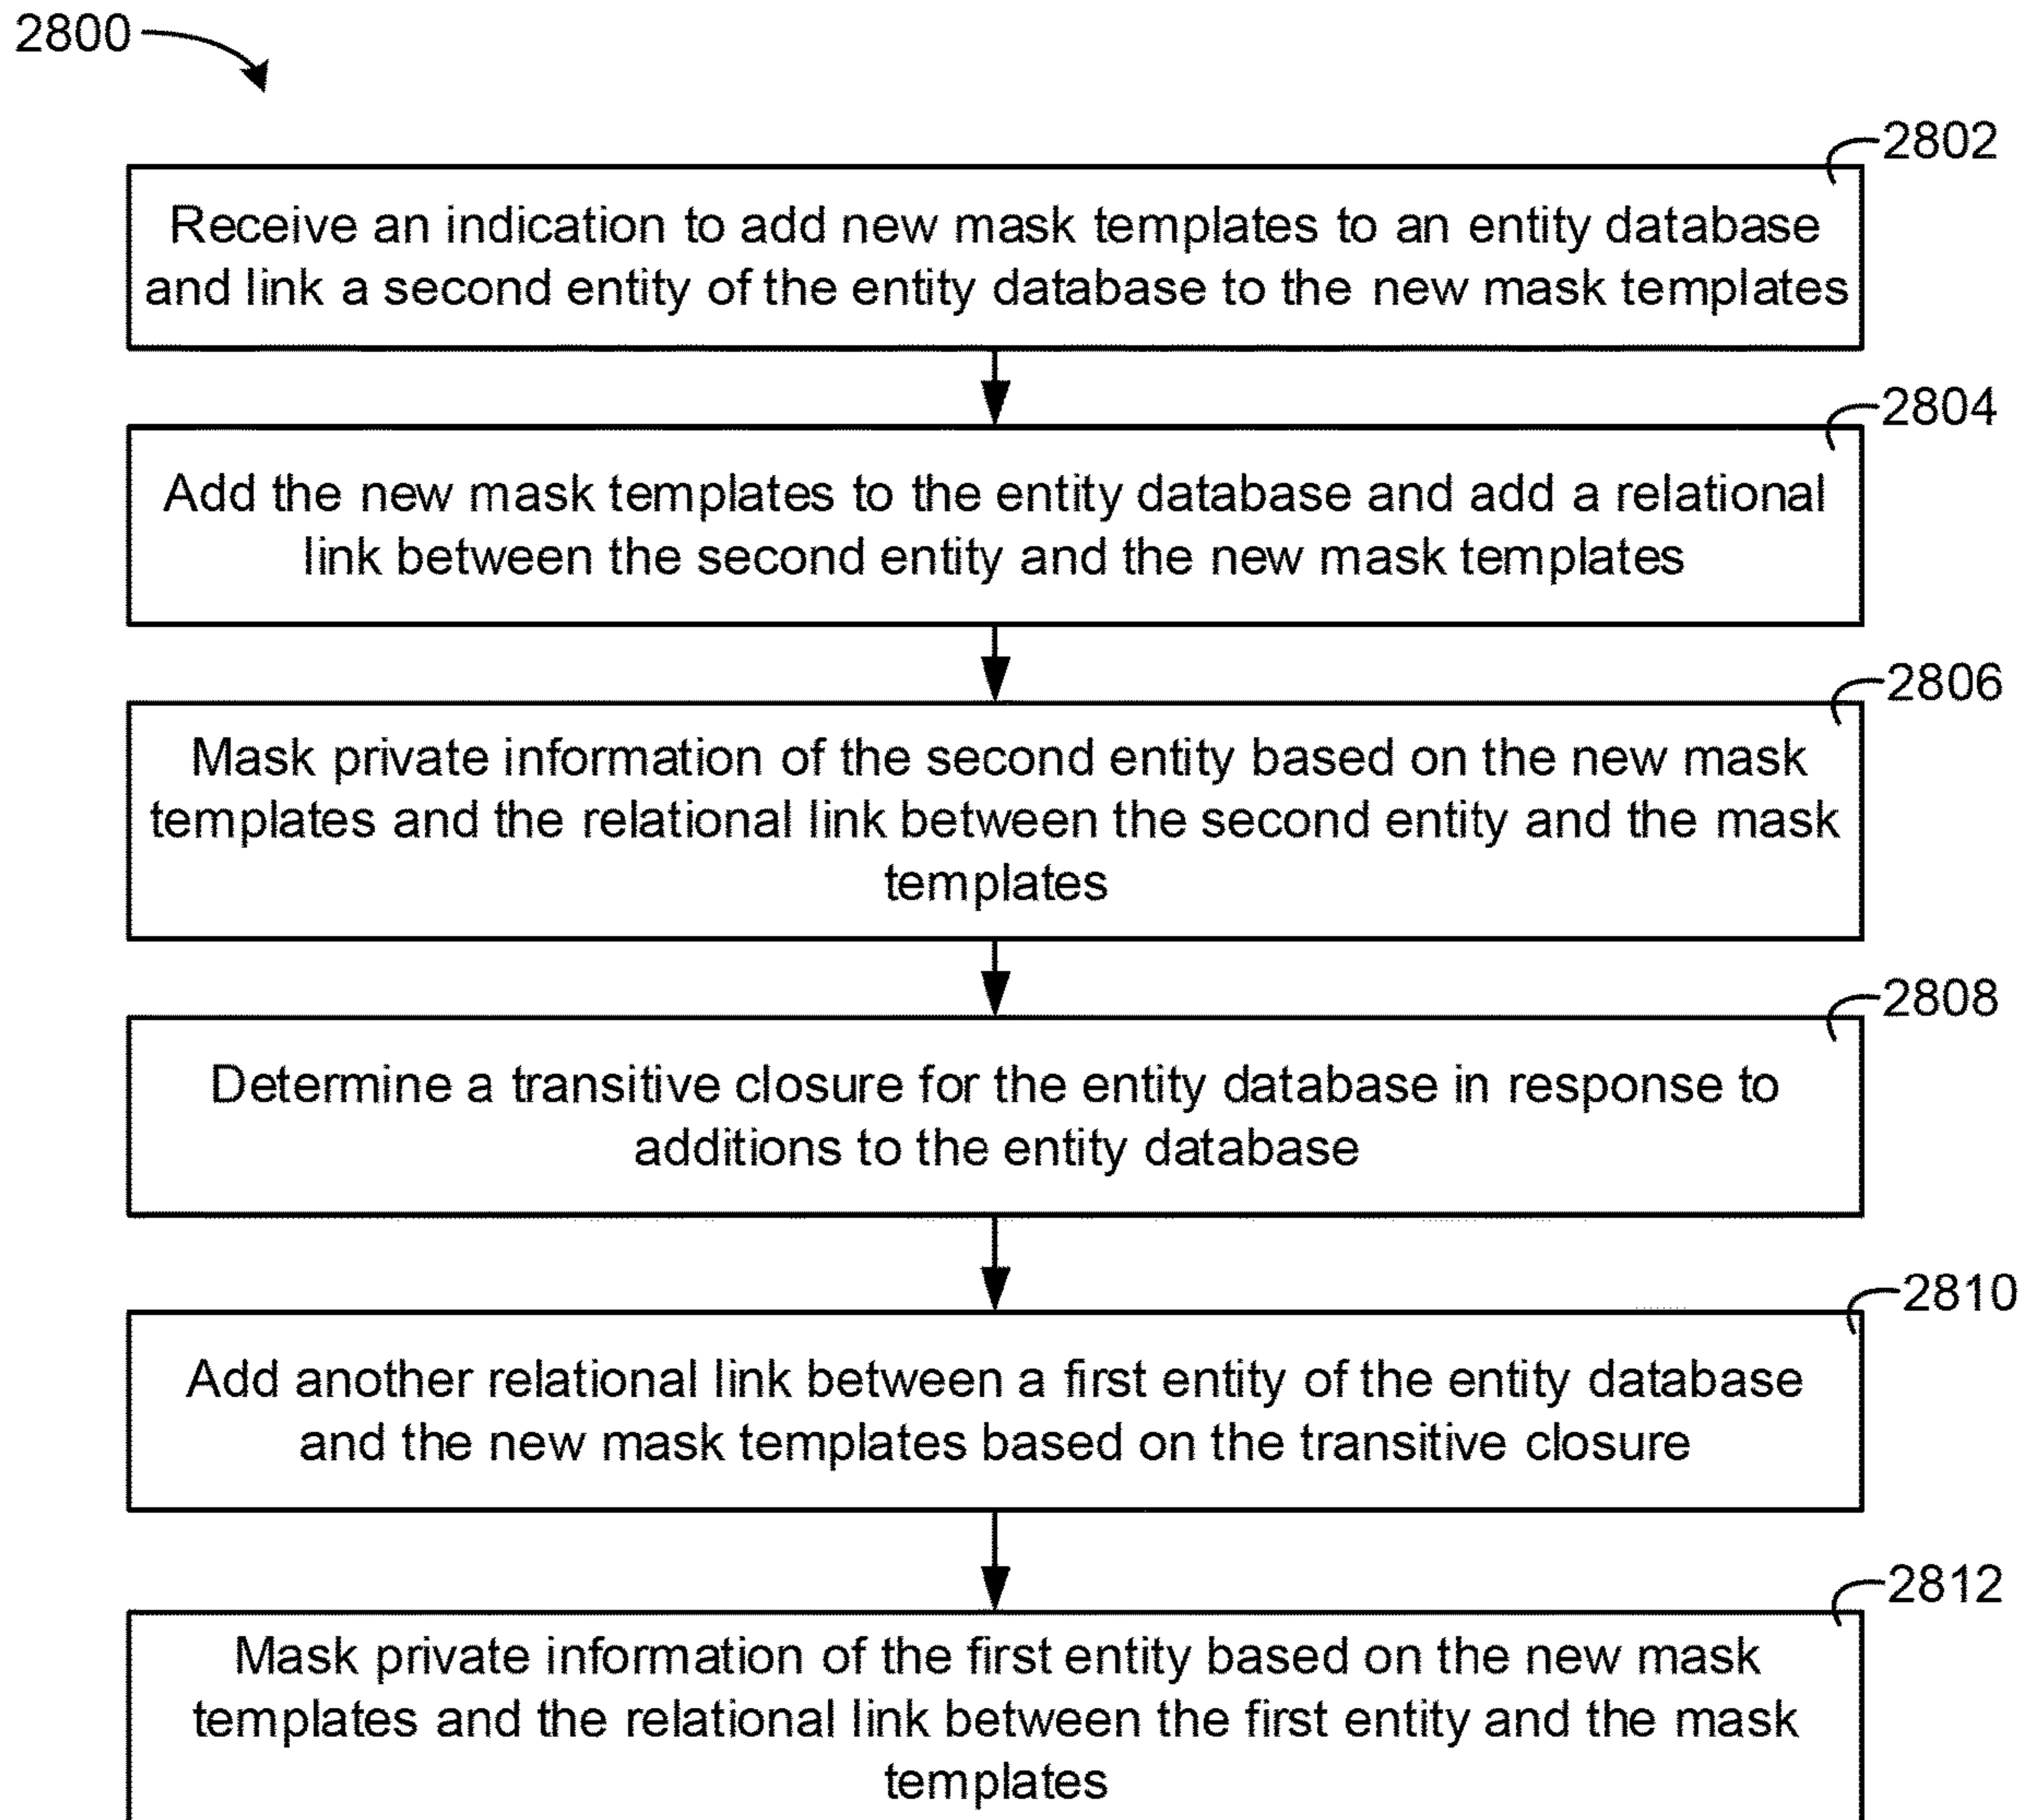 2800
2802
Receive an indication to add new mask templates to an entity database
and link a second entity of the entity database to the new mask templates
2804
Add the new mask templates to the entity database and add a relational
link between the second entity and the new mask templates
2806
Mask private information of the second entity based on the new mask
templates and the relational link between the second entity and the mask
templates
2808
Determine a transitive closure for the entity database in response to
additions to the entity database
2810
Add another relational link between a first entity of the entity database
and the new mask templates based on the transitive closure
2812
Mask private information of the first entity based on the new mask
templates and the relational link between the first entity and the mask
templates